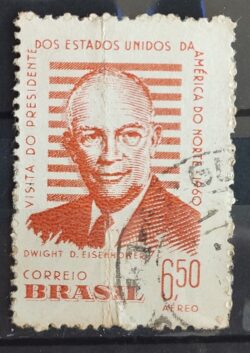 VISITA DO PRESIDENTE
DOS ESTADOS UNIDOS DA
AMÉRICA DO NORTE 1960
DWIGHT D. EISENHOWER
CORREIO
BRASIL
6,50
AÉREO